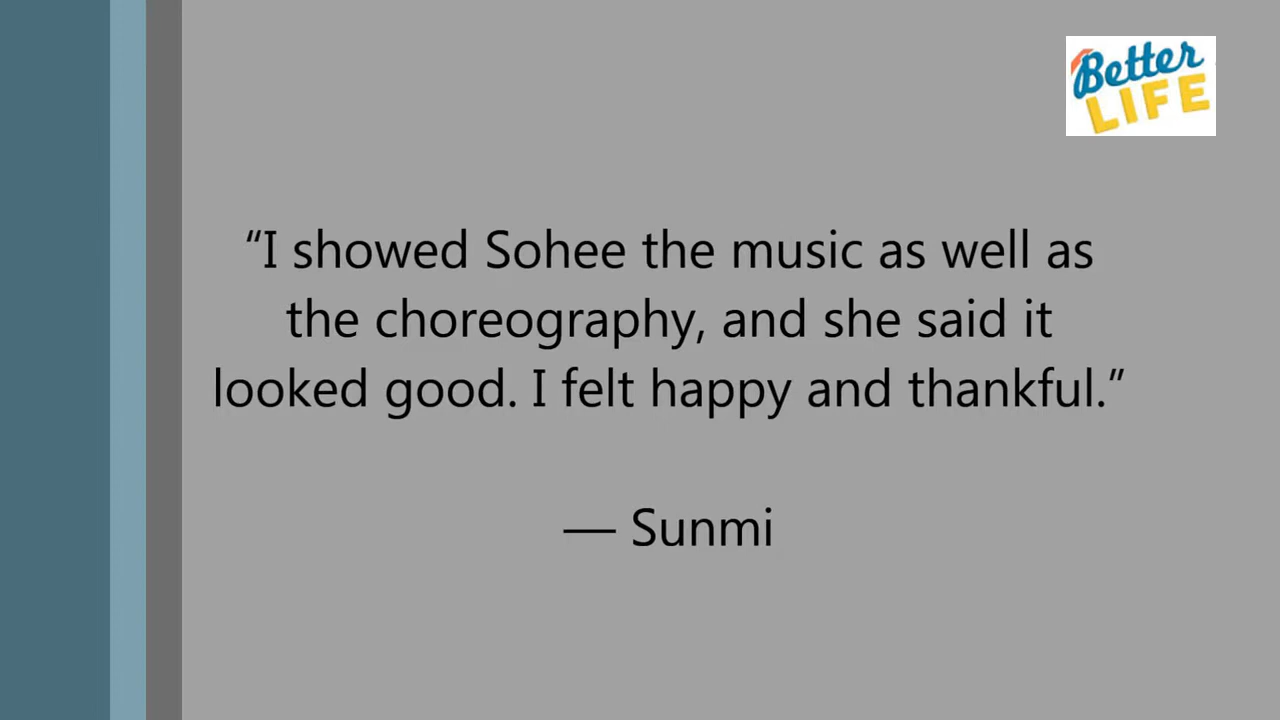 Better
LIFE
“I showed Sohee the music as well as
the choreography, and she said it
looked good. I felt happy and thankful.”
— Sunmi